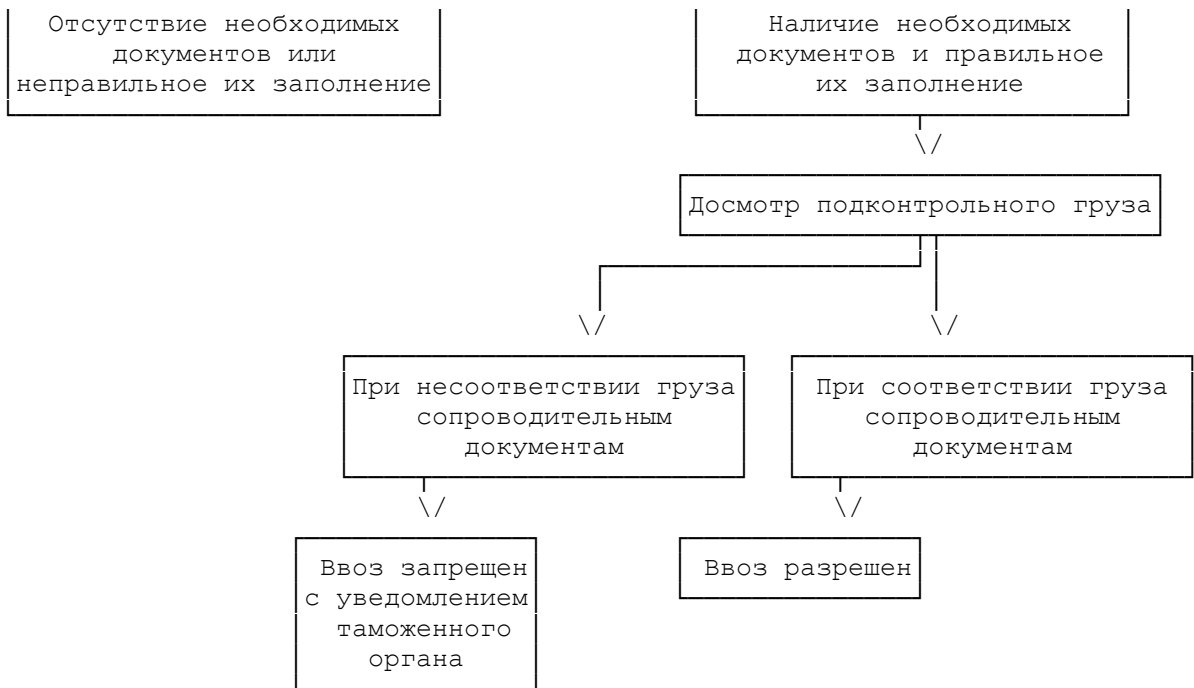 Отсутствие необходимых
документов или
неправильное их заполнение
Наличие необходимых
документов и правильное
их заполнение
\/
Досмотр подконтрольного груза
\/
\/
При несоответствии груза
сопроводительным
документам
При соответствии груза
сопроводительным
документам
\/
\/
Ввоз запрещен
с уведомлением
таможенного
органа
Ввоз разрешен